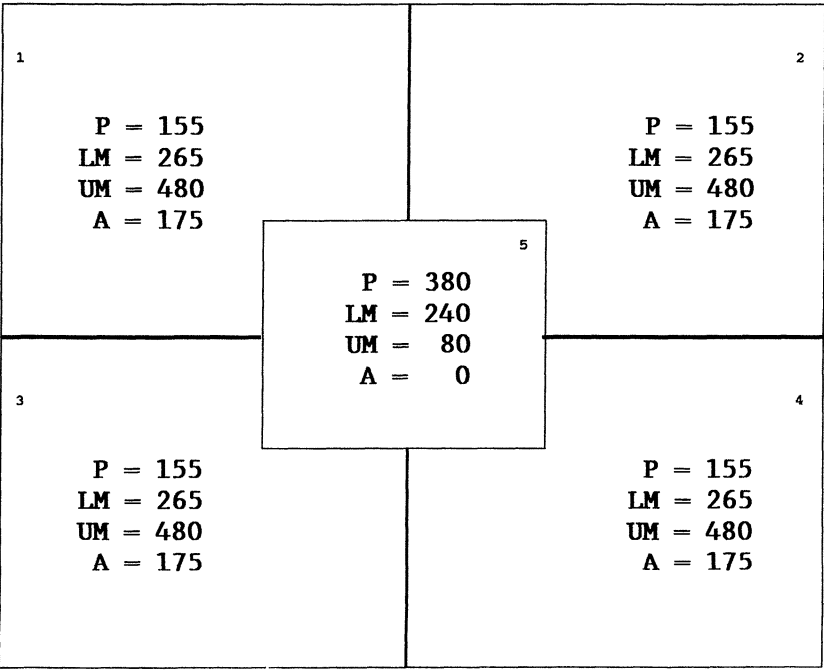 1
P = 155
LM = 265
UM = 480
A = 175
2
P = 155
LM = 265
UM = 480
A = 175
5
P = 380
LM = 240
UM = 80
A = 0
3
P = 155
LM = 265
UM = 480
A = 175
4
P = 155
LM = 265
UM = 480
A = 175